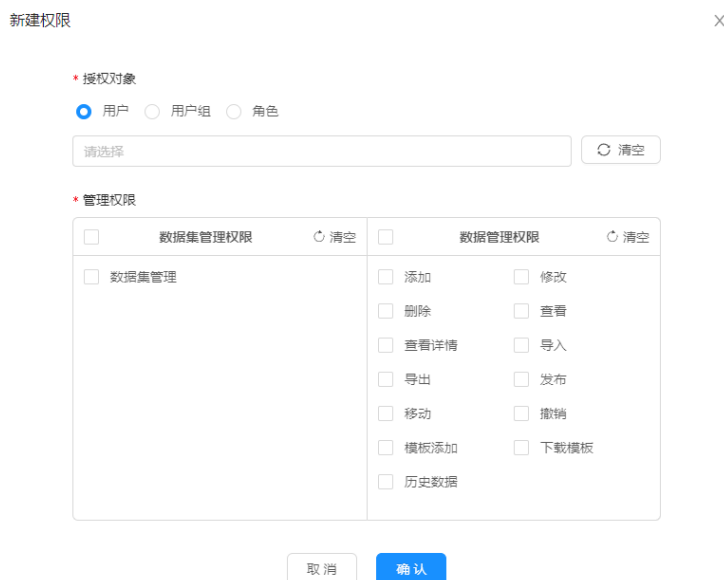 新建权限
* 授权对象
用户 用户组 角色
请选择 清空
* 管理权限
数据集管理权限 清空 数据管理权限 清空
数据集管理 添加 修改
删除 查看
查看详情 导入
导出 发布
移动 撤销
模板添加 下载模板
历史数据
取消 确认